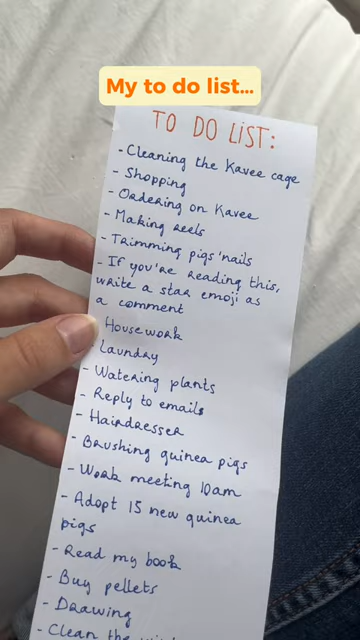 My to do list...
TO DO LIST:
- Cleaning the Kavee cage
- Shopping
- Ordering on Kavee
- Making reels
- Trimming pigs' nails
- If you're reading this,
write a star emoji as
a comment
Housework
Laundry
- Watering plants
- Reply to emails
- Hairdresser
- Brushing guinea pigs
- Work meeting 10am
- Adopt 15 new guinea
pigs
- Read my book
- Buy pellets
- Drawing
- Clean the